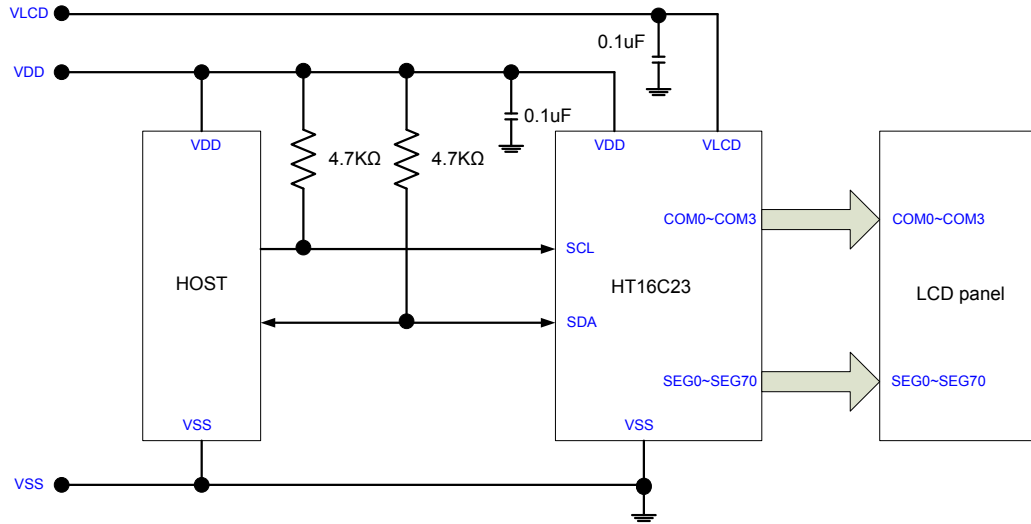 VLCD
0.1uF
VDD
0.1uF
VDD
4.7KΩ
4.7KΩ
VDD
VLCD
COM0~COM3
COM0~COM3
SCL
HOST
HT16C23
LCD panel
SDA
SEG0~SEG70
SEG0~SEG70
VSS
VSS
VSS